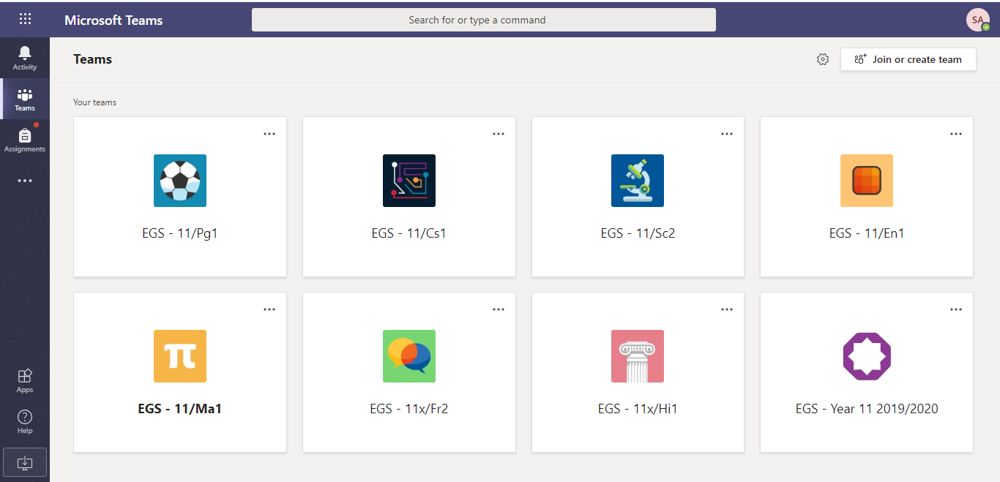 Microsoft Teams
Search for or type a command
SA
Activity
Teams
Assignments
Apps
Help
Teams
Join or create team
Your teams
EGS - 11/Pg1
EGS - 11/Cs1
EGS - 11/Sc2
EGS - 11/En1
π
EGS - 11/Ma1
EGS - 11x/Fr2
EGS - 11x/Hi1
EGS - Year 11 2019/2020